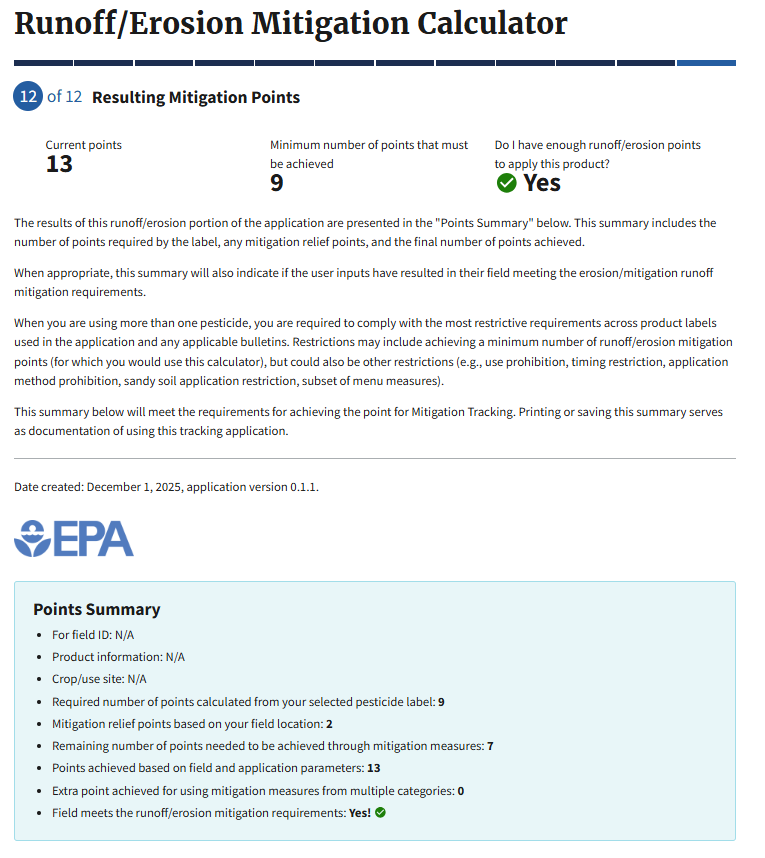 Runoff/Erosion Mitigation Calculator
12 of 12 Resulting Mitigation Points
Current points
13
Minimum number of points that must
be achieved
9
Do I have enough runoff/erosion points
to apply this product?
Yes
The results of this runoff/erosion portion of the application are presented in the "Points Summary" below. This summary includes the
number of points required by the label, any mitigation relief points, and the final number of points achieved.
When appropriate, this summary will also indicate if the user inputs have resulted in their field meeting the erosion/mitigation runoff
mitigation requirements.
When you are using more than one pesticide, you are required to comply with the most restrictive requirements across product labels
used in the application and any applicable bulletins. Restrictions may include achieving a minimum number of runoff/erosion mitigation
points (for which you would use this calculator), but could also be other restrictions (e.g., use prohibition, timing restriction, application
method prohibition, sandy soil application restriction, subset of menu measures).
This summary below will meet the requirements for achieving the point for Mitigation Tracking. Printing or saving this summary serves
as documentation of using this tracking application.
Date created: December 1, 2025, application version 0.1.1.
EPA
Points Summary
• For field ID: N/A
• Product information: N/A
• Crop/use site: N/A
• Required number of points calculated from your selected pesticide label: 9
• Mitigation relief points based on your field location: 2
• Remaining number of points needed to be achieved through mitigation measures: 7
• Points achieved based on field and application parameters: 13
• Extra point achieved for using mitigation measures from multiple categories: 0
• Field meets the runoff/erosion mitigation requirements: Yes!